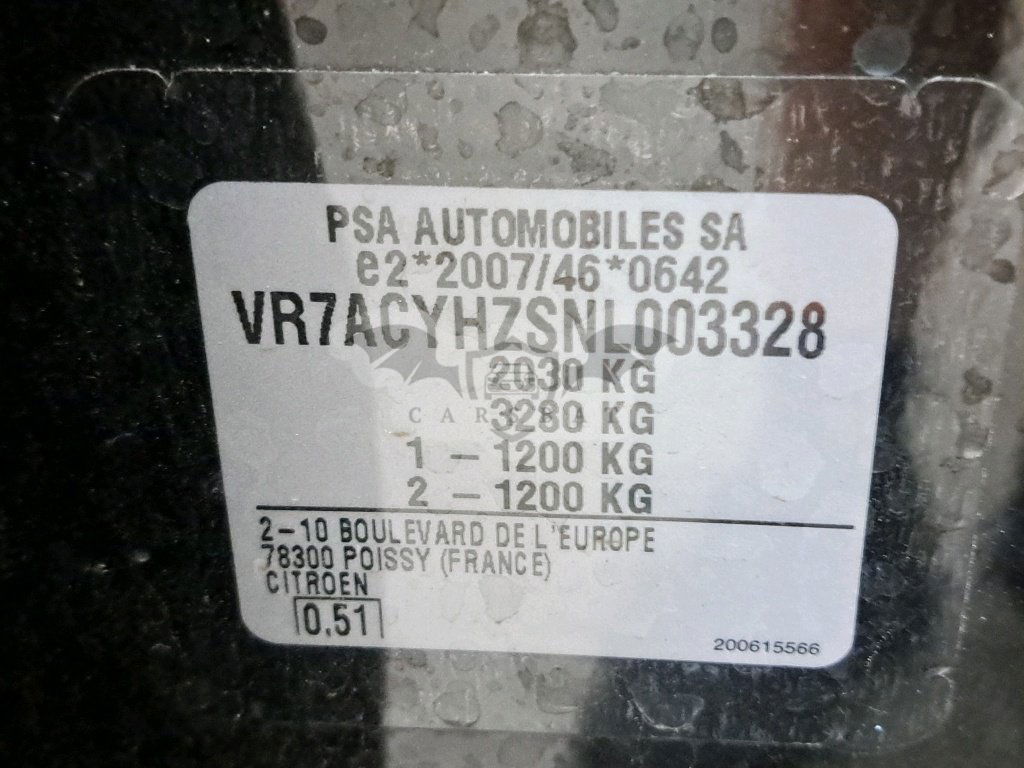 PSA AUTOMOBILES SA
e2*2007/46*0642
VR7ACYHZSNL003328
2030 KG
CARSBAT
3280 KG
1 – 1200 KG
2 – 1200 KG
2–10 BOULEVARD DE L'EUROPE
78300 POISSY (FRANCE)
CITROEN
0.51
200615566